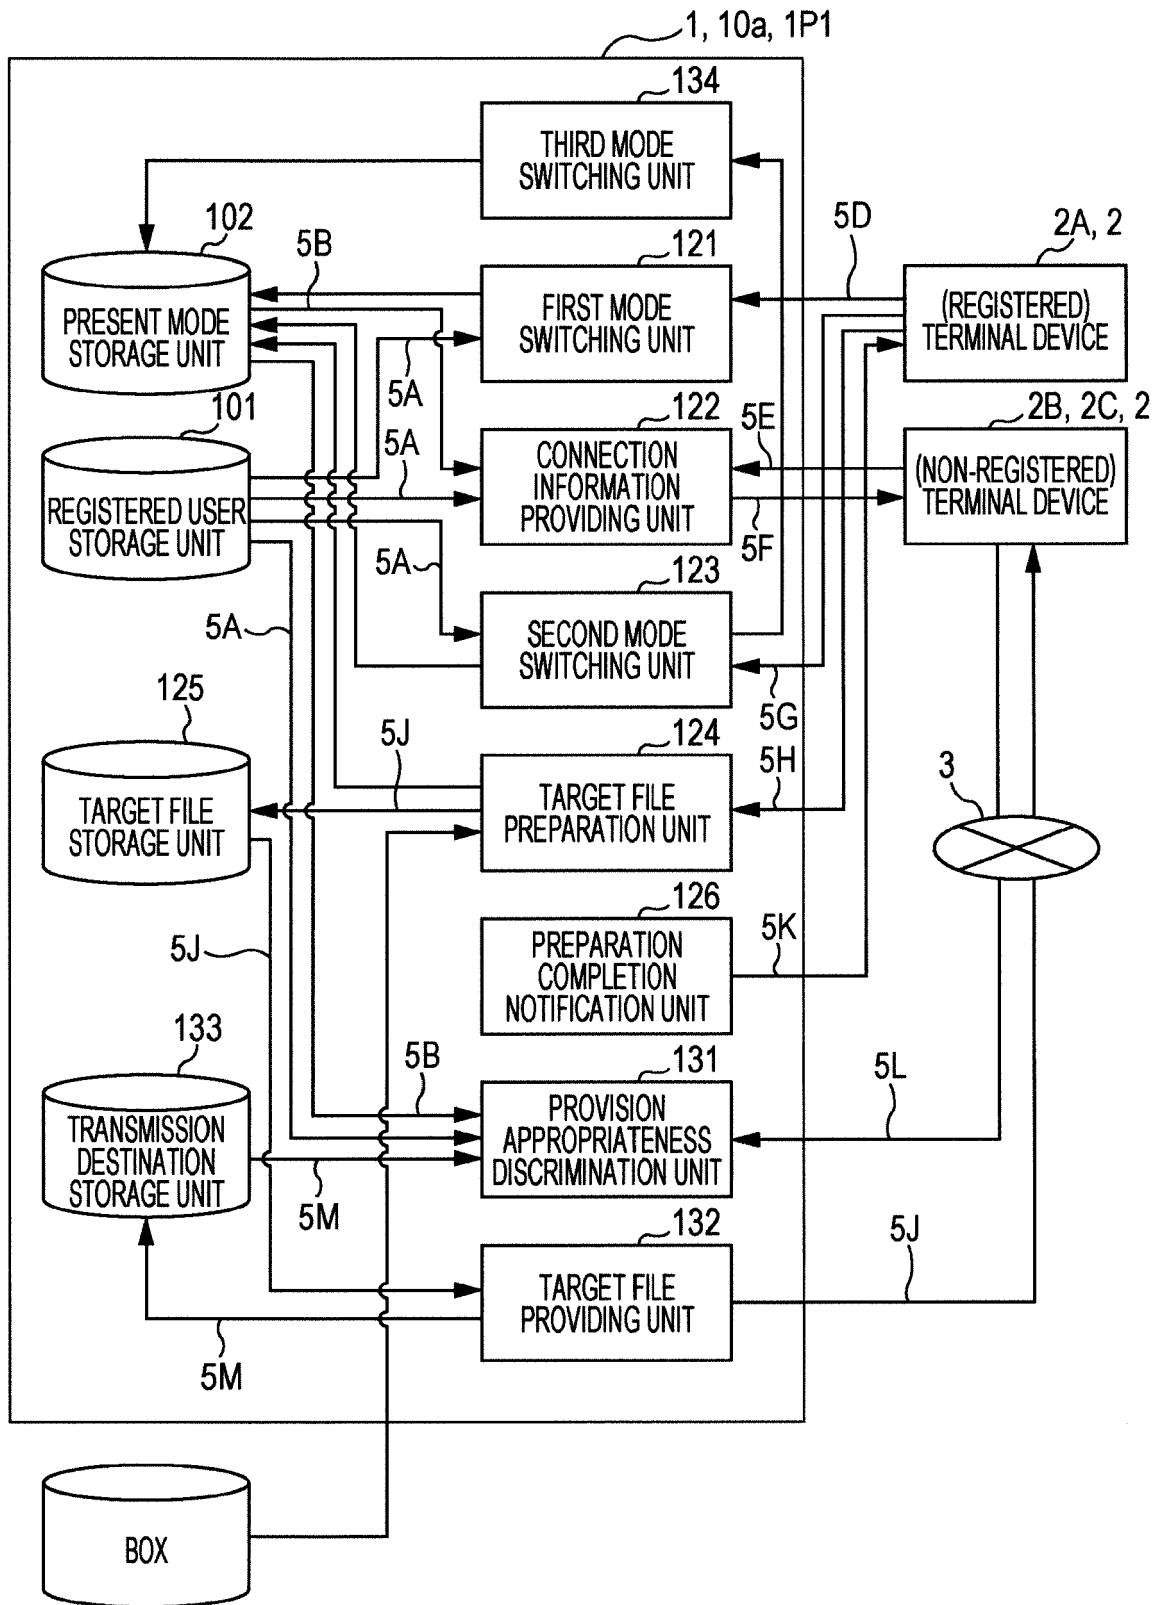 1, 10a, 1P1
134
THIRD MODE
SWITCHING UNIT
102
5B
121
5D
2A, 2
PRESENT MODE
STORAGE UNIT
FIRST MODE
SWITCHING UNIT
(REGISTERED)
TERMINAL DEVICE
5A
101
5A
122
5E
2B, 2C, 2
REGISTERED USER
STORAGE UNIT
CONNECTION
INFORMATION
PROVIDING UNIT
(NON-REGISTERED)
TERMINAL DEVICE
5F
5A
123
5A
SECOND MODE
SWITCHING UNIT
5G
125
5J
124
5H
3
TARGET FILE
STORAGE UNIT
TARGET FILE
PREPARATION UNIT
126
5J
5K
PREPARATION
COMPLETION
NOTIFICATION UNIT
133
5B
131
5L
TRANSMISSION
DESTINATION
STORAGE UNIT
PROVISION
APPROPRIATENESS
DISCRIMINATION UNIT
5M
132
5J
TARGET FILE
PROVIDING UNIT
5M
BOX